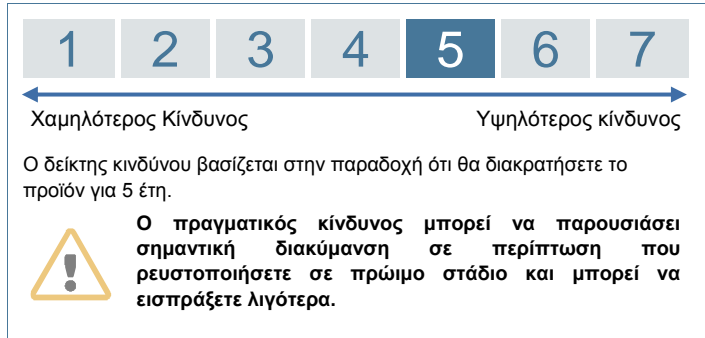 1 2 3 4 5 6 7
Χαμηλότερος Κίνδυνος Υψηλότερος κίνδυνος
Ο δείκτης κινδύνου βασίζεται στην παραδοχή ότι θα διακρατήσετε το
προϊόν για 5 έτη.
Ο πραγματικός κίνδυνος μπορεί να παρουσιάσει
σημαντική διακύμανση σε περίπτωση που
ρευστοποιήσετε σε πρώιμο στάδιο και μπορεί να
εισπράξετε λιγότερα.